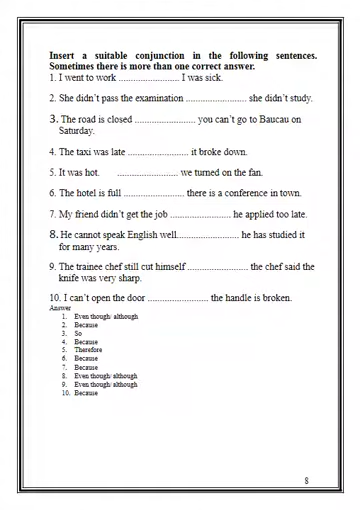 Insert a suitable conjunction in the following sentences.
Sometimes there is more than one correct answer.
1. I went to work ......................... I was sick.
2. She didn't pass the examination ......................... she didn't study.
3. The road is closed ......................... you can't go to Baucau on
Saturday.
4. The taxi was late ......................... it broke down.
5. It was hot. ......................... we turned on the fan.
6. The hotel is full ......................... there is a conference in town.
7. My friend didn't get the job ......................... he applied too late.
8. He cannot speak English well......................... he has studied it
for many years.
9. The trainee chef still cut himself ......................... the chef said the
knife was very sharp.
10. I can't open the door ......................... the handle is broken.
Answer
1. Even though/ although
2. Because
3. So
4. Because
5. Therefore
6. Because
7. Because
8. Even though/ although
9. Even though/ although
10. Because
8